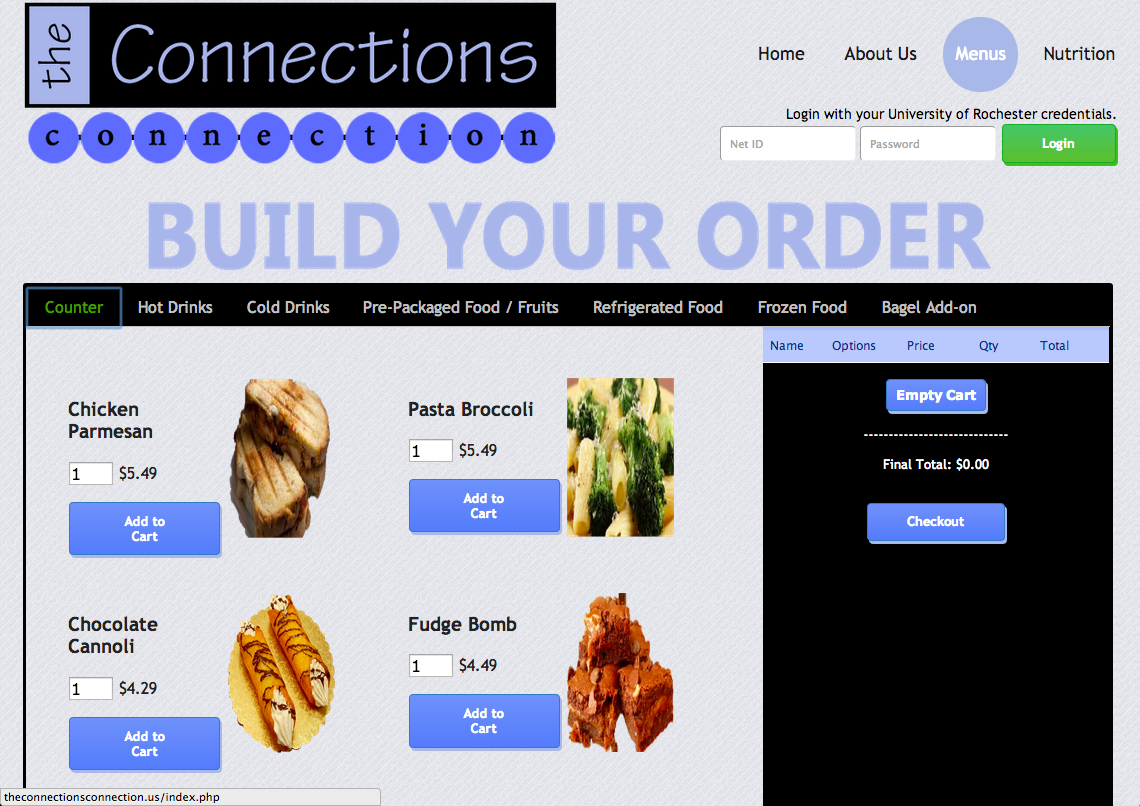 the Connections
connection
Home About Us Menus Nutrition
Login with your University of Rochester credentials.
Net ID Password Login
BUILD YOUR ORDER
Counter Hot Drinks Cold Drinks Pre-Packaged Food / Fruits Refrigerated Food Frozen Food Bagel Add-on
Name Options Price Qty Total
Empty Cart
-----------------------------
Final Total: $0.00
Checkout
Chicken
Parmesan
1 $5.49
Add to
Cart
Pasta Broccoli
1 $5.49
Add to
Cart
Chocolate
Cannoli
1 $4.29
Add to
Cart
Fudge Bomb
1 $4.49
Add to
Cart
theconnectionsconnection.us/index.php